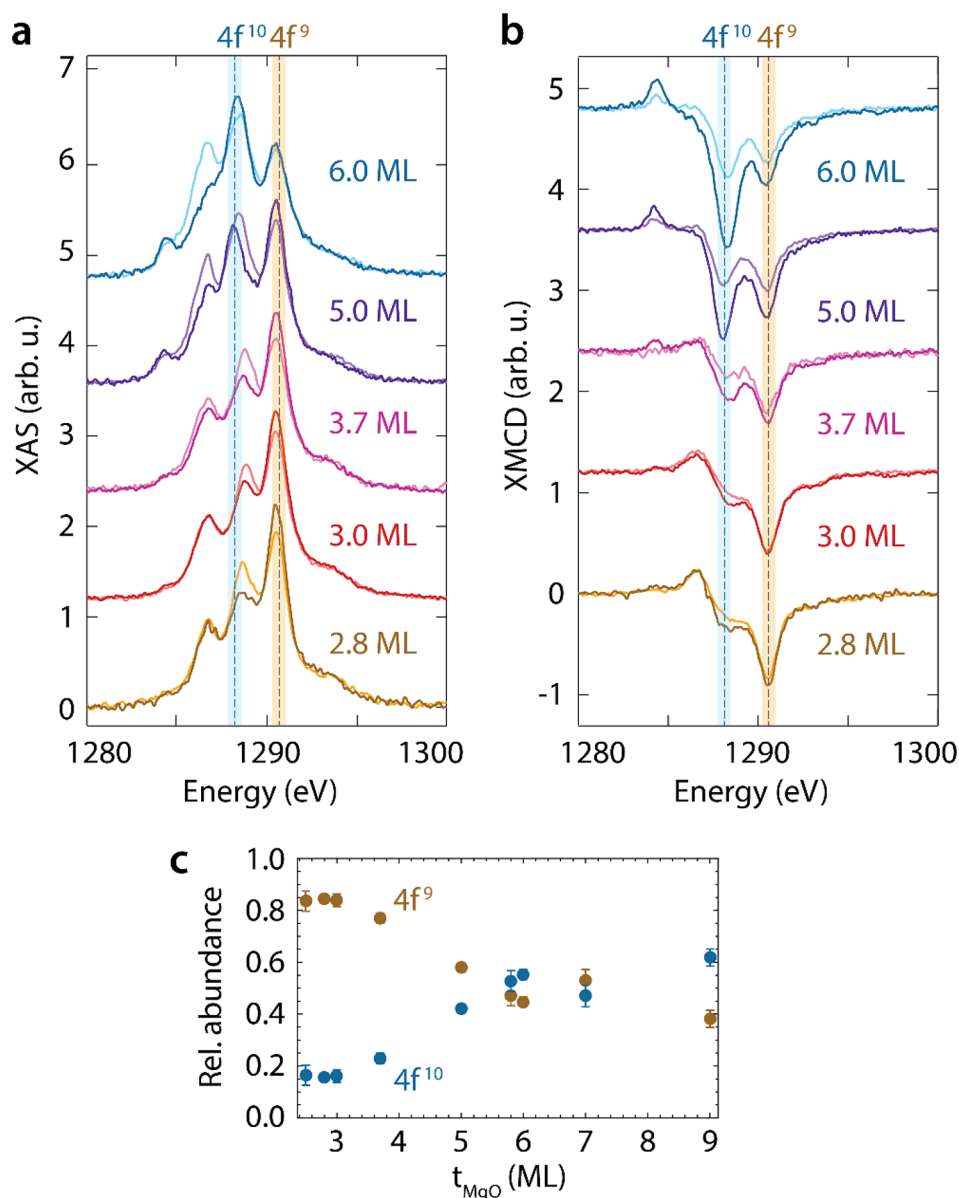 a
4f¹⁰ 4f⁹
7
6
5
4
3
2
1
0
XAS (arb. u.)
6.0 ML
5.0 ML
3.7 ML
3.0 ML
2.8 ML
1280 1290 1300
Energy (eV)
b
4f¹⁰ 4f⁹
5
4
3
2
1
0
-1
XMCD (arb. u.)
6.0 ML
5.0 ML
3.7 ML
3.0 ML
2.8 ML
1280 1290 1300
Energy (eV)
c
1.0
0.8
0.6
0.4
0.2
0.0
Rel. abundance
4f⁹
4f¹⁰
3 4 5 6 7 8 9
t_MgO (ML)